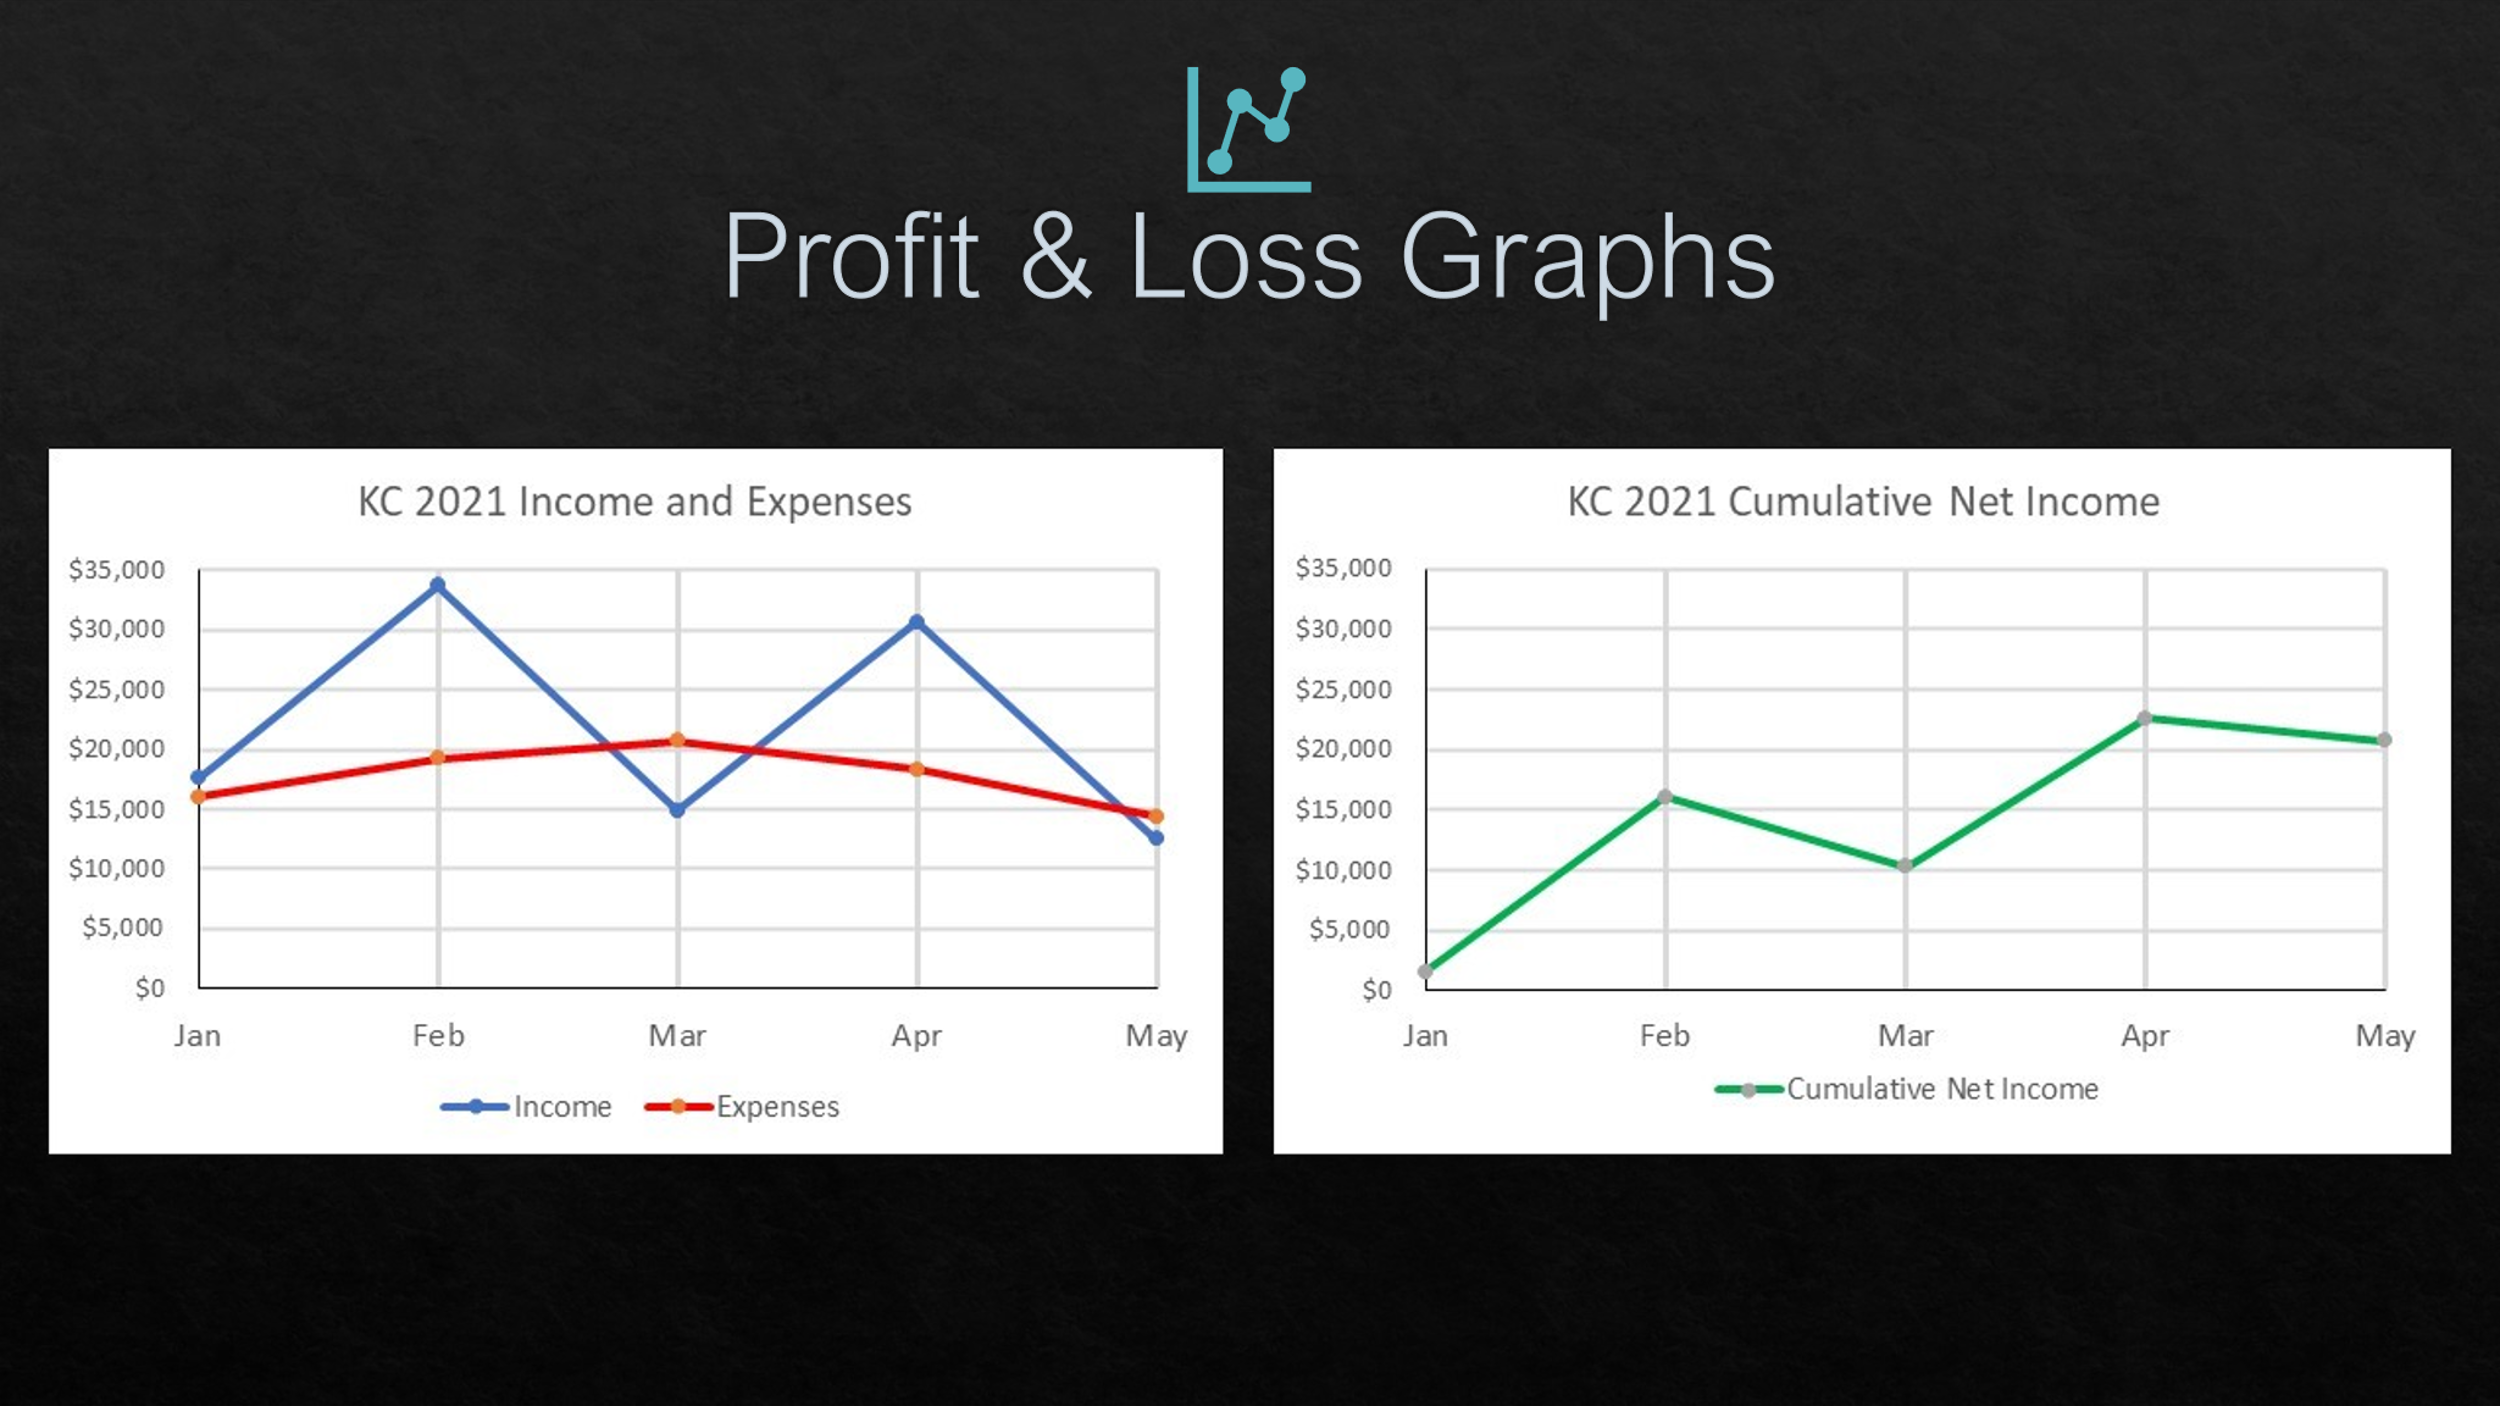 Profit & Loss Graphs
KC 2021 Income and Expenses
$35,000
$30,000
$25,000
$20,000
$15,000
$10,000
$5,000
$0
Jan Feb Mar Apr May
Income Expenses
KC 2021 Cumulative Net Income
$35,000
$30,000
$25,000
$20,000
$15,000
$10,000
$5,000
$0
Jan Feb Mar Apr May
Cumulative Net Income